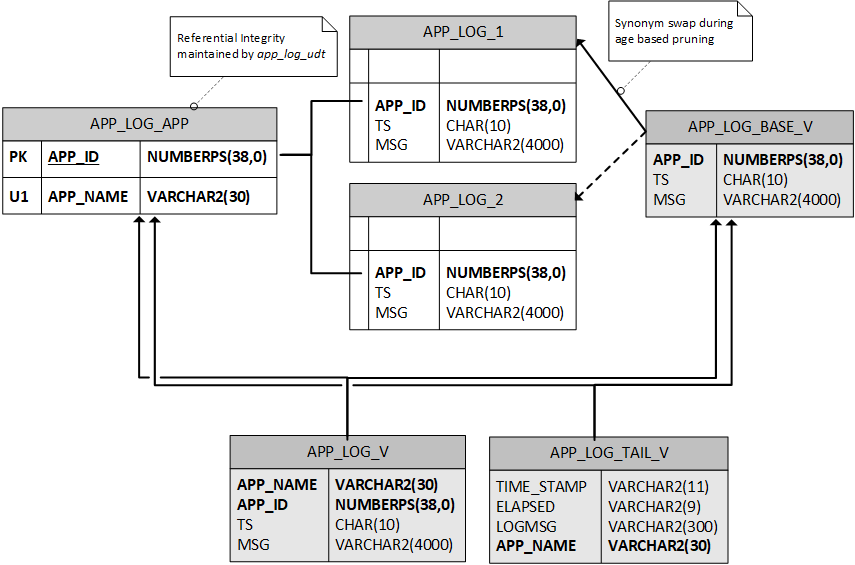 Referential Integrity
maintained by app_log_udt
Synonym swap during
age based pruning
APP_LOG_1
APP_ID NUMBERPS(38,0)
TS CHAR(10)
MSG VARCHAR2(4000)
APP_LOG_APP
PK APP_ID NUMBERPS(38,0)
U1 APP_NAME VARCHAR2(30)
APP_LOG_BASE_V
APP_ID NUMBERPS(38,0)
TS CHAR(10)
MSG VARCHAR2(4000)
APP_LOG_2
APP_ID NUMBERPS(38,0)
TS CHAR(10)
MSG VARCHAR2(4000)
APP_LOG_V
APP_NAME VARCHAR2(30)
APP_ID NUMBERPS(38,0)
TS CHAR(10)
MSG VARCHAR2(4000)
APP_LOG_TAIL_V
TIME_STAMP VARCHAR2(11)
ELAPSED VARCHAR2(9)
LOGMSG VARCHAR2(300)
APP_NAME VARCHAR2(30)